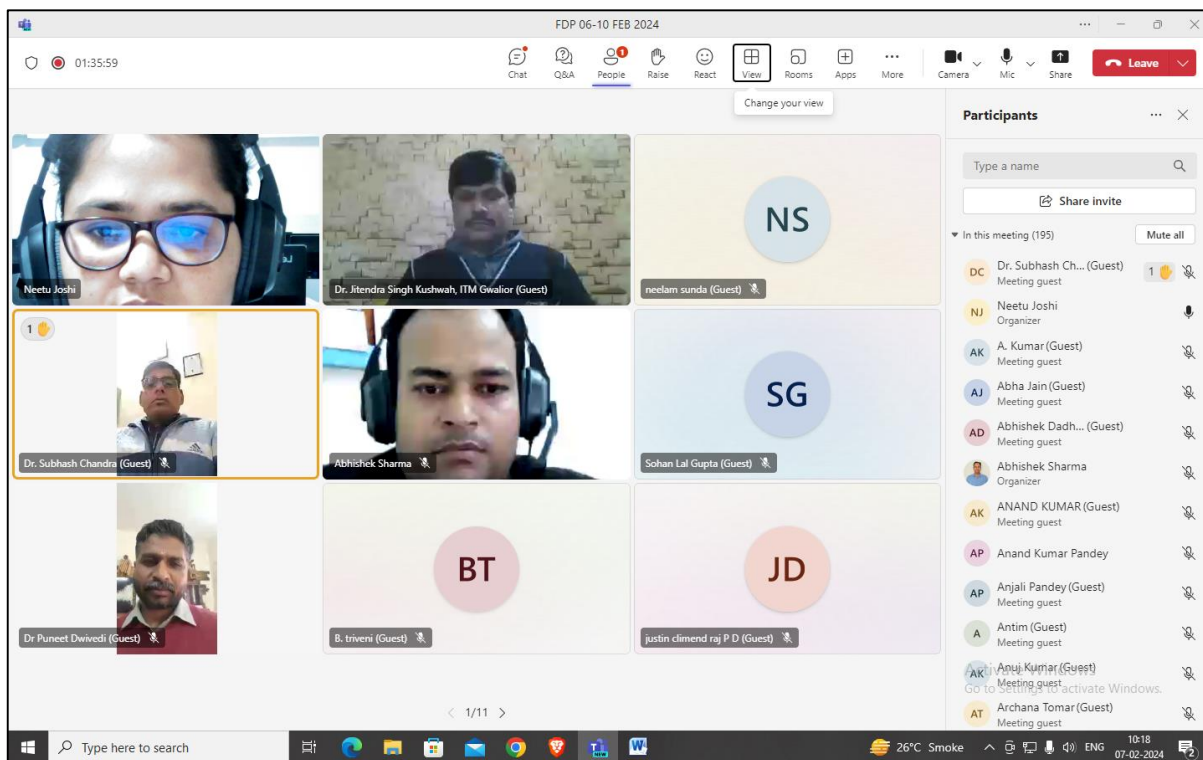 FDP 06-10 FEB 2024
01:35:59
Chat
Q&A
1
People
Raise
React
View
Rooms
Apps
More
Camera
Mic
Share
Leave
Change your view
Neetu Joshi
Dr. Jitendra Singh Kushwah, ITM Gwalior (Guest)
NS
neelam sunda (Guest)
1
Dr. Subhash Chandra (Guest)
Abhishek Sharma
SG
Sohan Lal Gupta (Guest)
Dr Puneet Dwivedi (Guest)
BT
B. triveni (Guest)
JD
justin climend raj P D (Guest)
1/11
Participants
Type a name
Share invite
In this meeting (195)
Mute all
DC
Dr. Subhash Ch... (Guest)
Meeting guest
1
NJ
Neetu Joshi
Organizer
AK
A. Kumar (Guest)
Meeting guest
AJ
Abha Jain (Guest)
Meeting guest
AD
Abhishek Dadh... (Guest)
Meeting guest
Abhishek Sharma
Organizer
AK
ANAND KUMAR (Guest)
Meeting guest
AP
Anand Kumar Pandey
AP
Anjali Pandey (Guest)
Meeting guest
A
Antim (Guest)
Meeting guest
AK
Anuj Kumar (Guest)
Meeting guest
Activate Windows
Go to Settings to activate Windows.
AT
Archana Tomar (Guest)
Meeting guest
Type here to search
NEW
W
26°C Smoke
ENG
10:18
07-02-2024
2